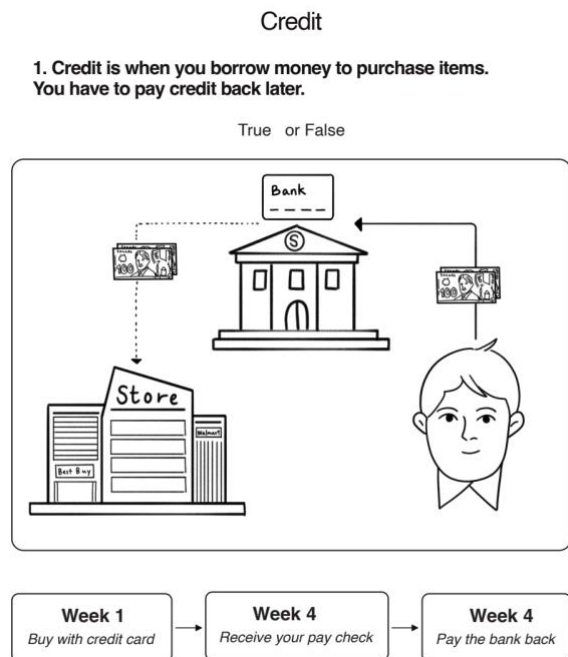 Credit
1. Credit is when you borrow money to purchase items.
You have to pay credit back later.
True or False
Bank
S
100
100
Store
Best Buy
Walmart
Week 1
Buy with credit card
Week 4
Receive your pay check
Week 4
Pay the bank back